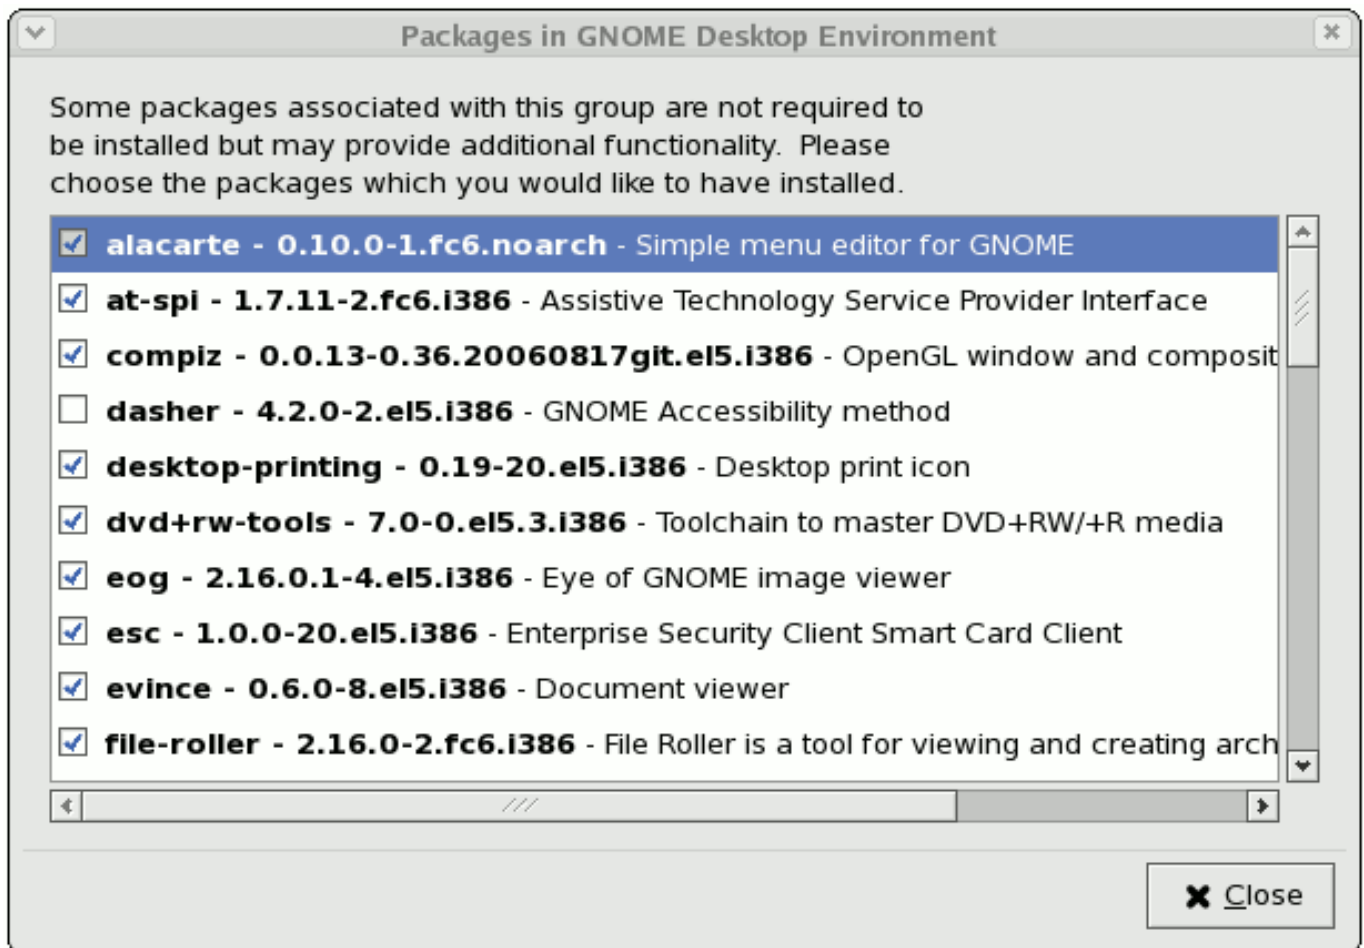 Packages in GNOME Desktop Environment
Some packages associated with this group are not required to
be installed but may provide additional functionality.  Please
choose the packages which you would like to have installed.
alacarte - 0.10.0-1.fc6.noarch - Simple menu editor for GNOME
at-spi - 1.7.11-2.fc6.i386 - Assistive Technology Service Provider Interface
compiz - 0.0.13-0.36.20060817git.el5.i386 - OpenGL window and composit
dasher - 4.2.0-2.el5.i386 - GNOME Accessibility method
desktop-printing - 0.19-20.el5.i386 - Desktop print icon
dvd+rw-tools - 7.0-0.el5.3.i386 - Toolchain to master DVD+RW/+R media
eog - 2.16.0.1-4.el5.i386 - Eye of GNOME image viewer
esc - 1.0.0-20.el5.i386 - Enterprise Security Client Smart Card Client
evince - 0.6.0-8.el5.i386 - Document viewer
file-roller - 2.16.0-2.fc6.i386 - File Roller is a tool for viewing and creating arch
Close